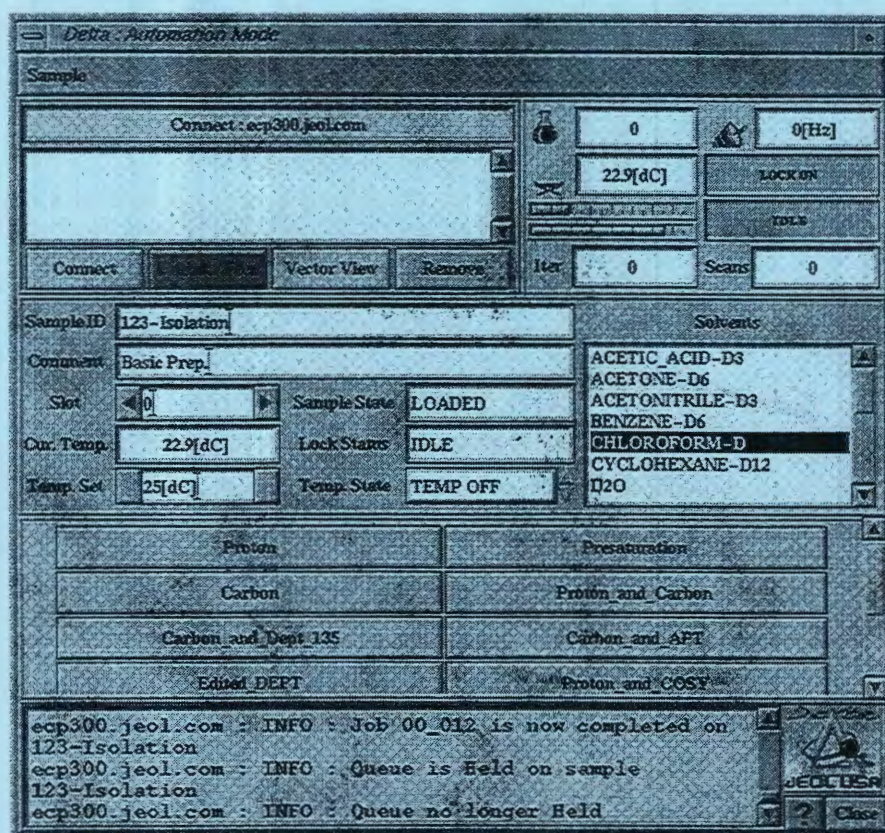 Delta : Automation Mode
Sample
Connect : ecp300.jeol.com
0
0[Hz]
22.9[dC]
LOCK ON
IDLE
Connect
Vector View
Remove
Iter
0
Scans
0
Sample ID
123-Isolation
Solvents
Comment
Basic Prep.
ACETIC_ACID-D3
ACETONE-D6
ACETONITRILE-D3
BENZENE-D6
CHLOROFORM-D
CYCLOHEXANE-D12
D2O
Slot
0
Sample State
LOADED
Cur. Temp.
22.9[dC]
Lock Status
IDLE
Temp. Set
25[dC]
Temp. State
TEMP OFF
Proton
Presaturation
Carbon
Proton_and_Carbon
Carbon_and_Dept_135
Carbon_and_APT
Edited_DEPT
Proton_and_COSY
ecp300.jeol.com : INFO : Job 00_012 is now completed on
123-Isolation
ecp300.jeol.com : INFO : Queue is Held on sample
123-Isolation
ecp300.jeol.com : INFO : Queue no longer Held
JEOL USA
?
Close